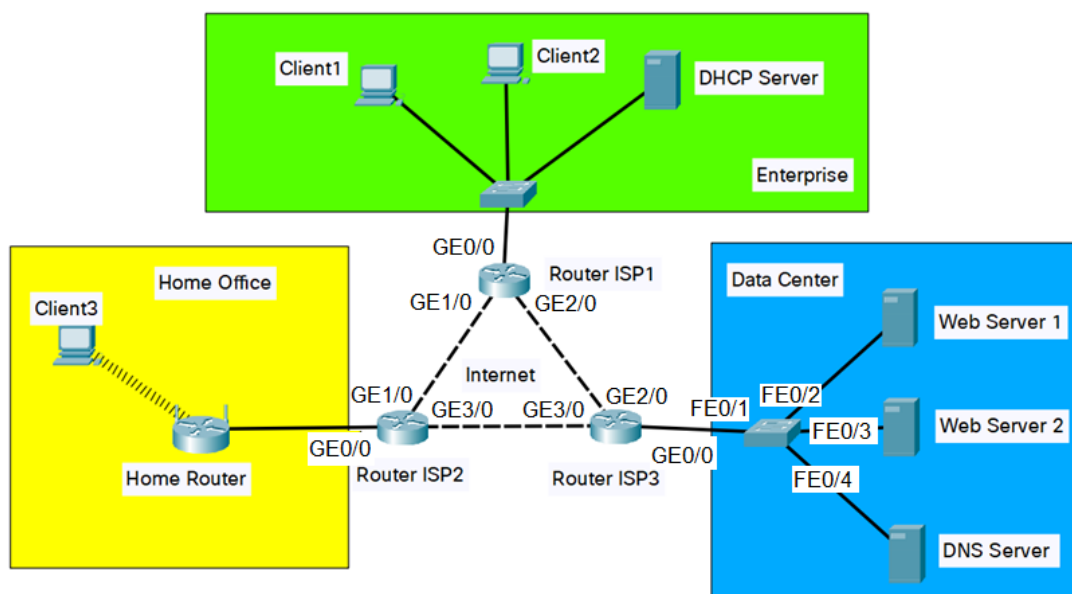 Client1
Client2
DHCP Server
Enterprise
GE0/0
Router ISP1
GE1/0
GE2/0
Home Office
Client3
Home Router
GE0/0
GE1/0
GE3/0
Router ISP2
Internet
GE3/0
GE2/0
Router ISP3
GE0/0
Data Center
FE0/1
FE0/2
FE0/3
FE0/4
Web Server 1
Web Server 2
DNS Server